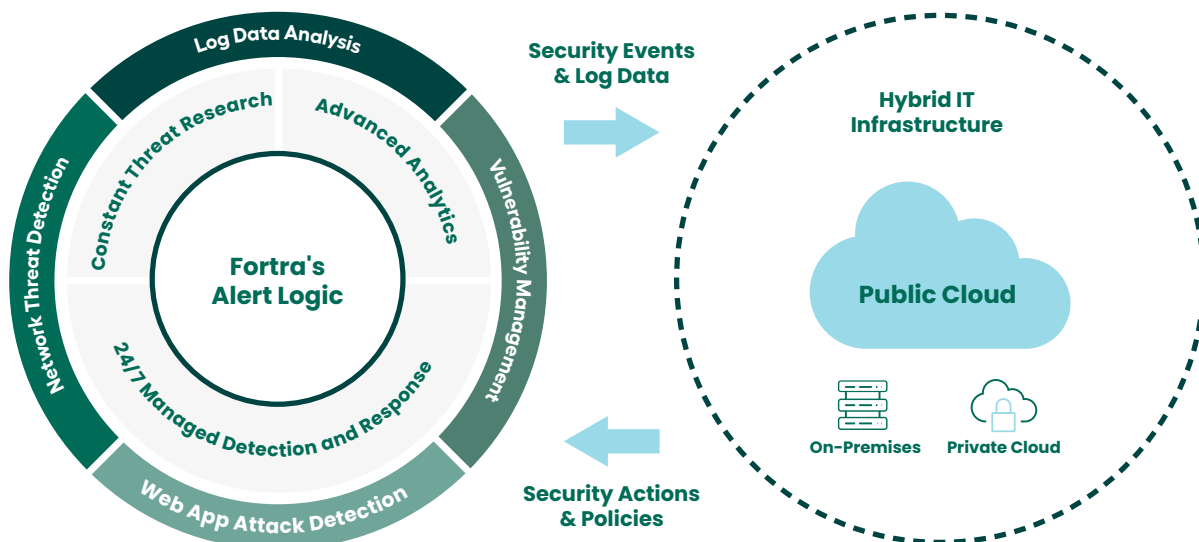 Log Data Analysis
Network Threat Detection
Vulnerability Management
Web App Attack Detection
Constant Threat Research
Advanced Analytics
24/7 Managed Detection and Response
Fortra's
Alert Logic
Security Events
& Log Data
Security Actions
& Policies
Hybrid IT
Infrastructure
Public Cloud
On-Premises
Private Cloud